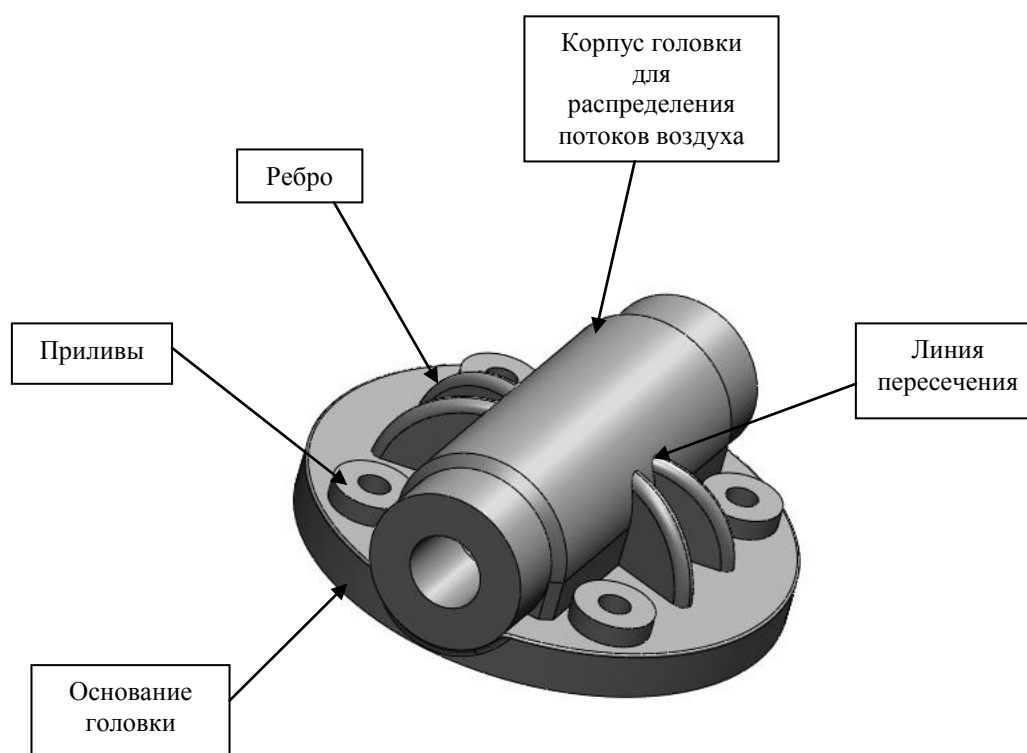 Корпус головки
для
распределения
потоков воздуха
Ребро
Приливы
Линия
пересечения
Основание
головки